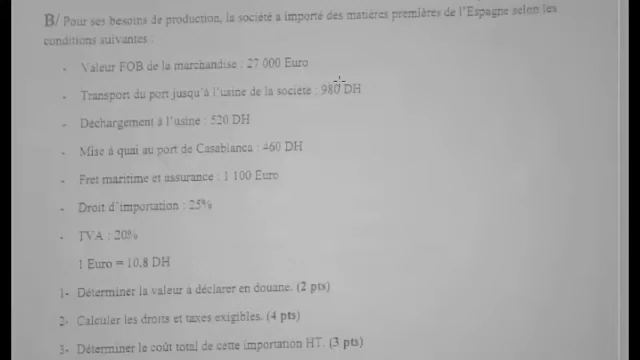 B/ Pour ses besoins de production, la société a importé des matières premières de l'Espagne selon les
conditions suivantes :
- Valeur FOB de la marchandise : 27 000 Euro
- Transport du port jusqu'à l'usine de la société : 980 DH
- Déchargement à l'usine : 520 DH
- Mise à quai au port de Casablanca : 460 DH
- Fret maritime et assurance : 1 100 Euro
- Droit d'importation : 25%
- TVA : 20%
1 Euro = 10,8 DH
1- Déterminer la valeur à déclarer en douane. (2 pts)
2- Calculer les droits et taxes exigibles. (4 pts)
3- Déterminer le coût total de cette importation HT. (3 pts)